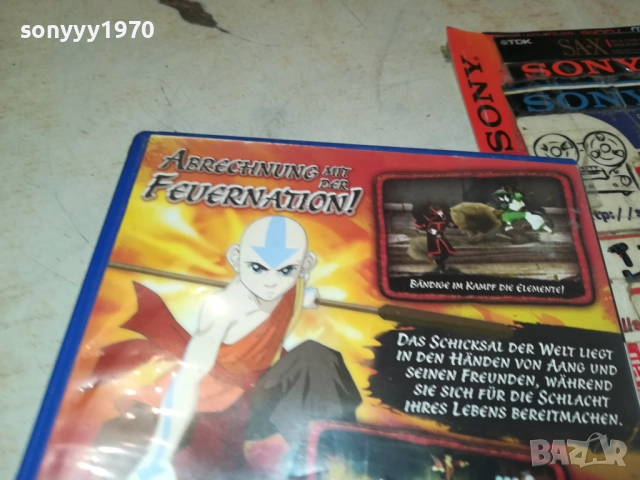 sonyyy1970
TDK
SA-X
SONY
SONY
SONY
ABRECHNUNG MIT
DER
FEUERNATION!
BÄNDIGE IM KAMPF DIE ELEMENTE!
DAS SCHICKSAL DER WELT LIEGT
IN DEN HÄNDEN VON AANG UND
SEINEN FREUNDEN, WÄHREND
SIE SICH FÜR DIE SCHLACHT
IHRES LEBENS BEREITMACHEN.
BAZAR